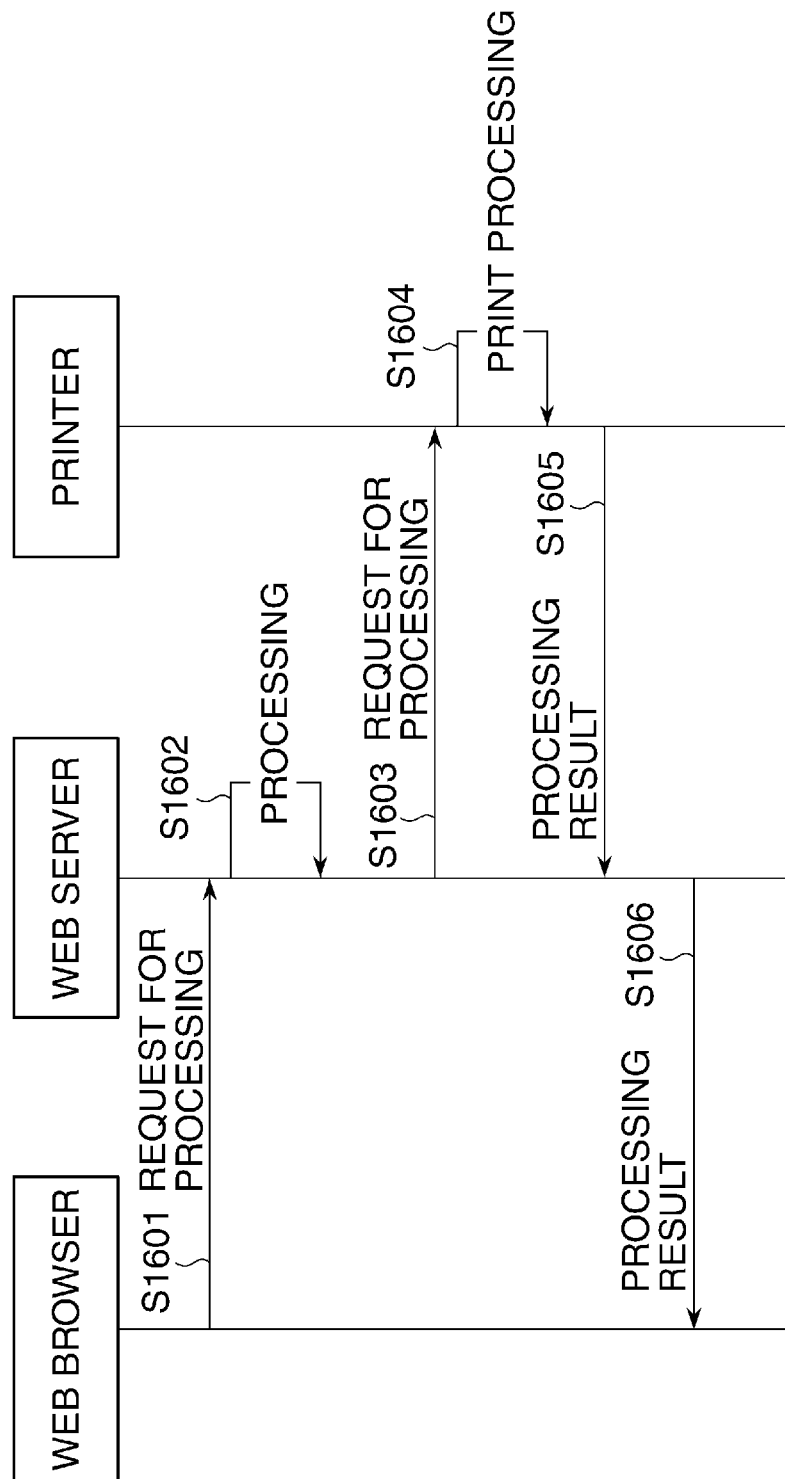 WEB BROWSER
WEB SERVER
PRINTER
S1601
REQUEST FOR
PROCESSING
S1602
PROCESSING
S1603
REQUEST FOR
PROCESSING
S1604
PRINT PROCESSING
PROCESSING
RESULT
S1605
PROCESSING
RESULT
S1606